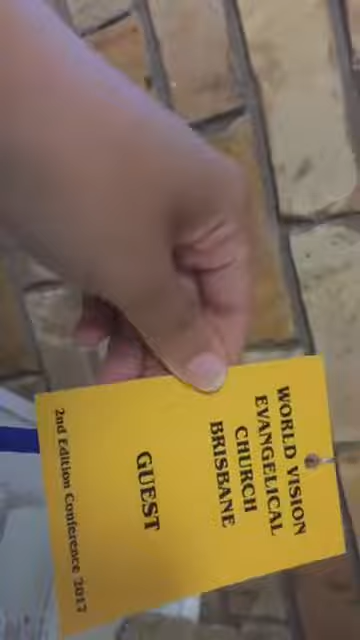 WORLD VISION
EVANGELICAL
CHURCH
BRISBANE
GUEST
2nd Edition Conference 2017